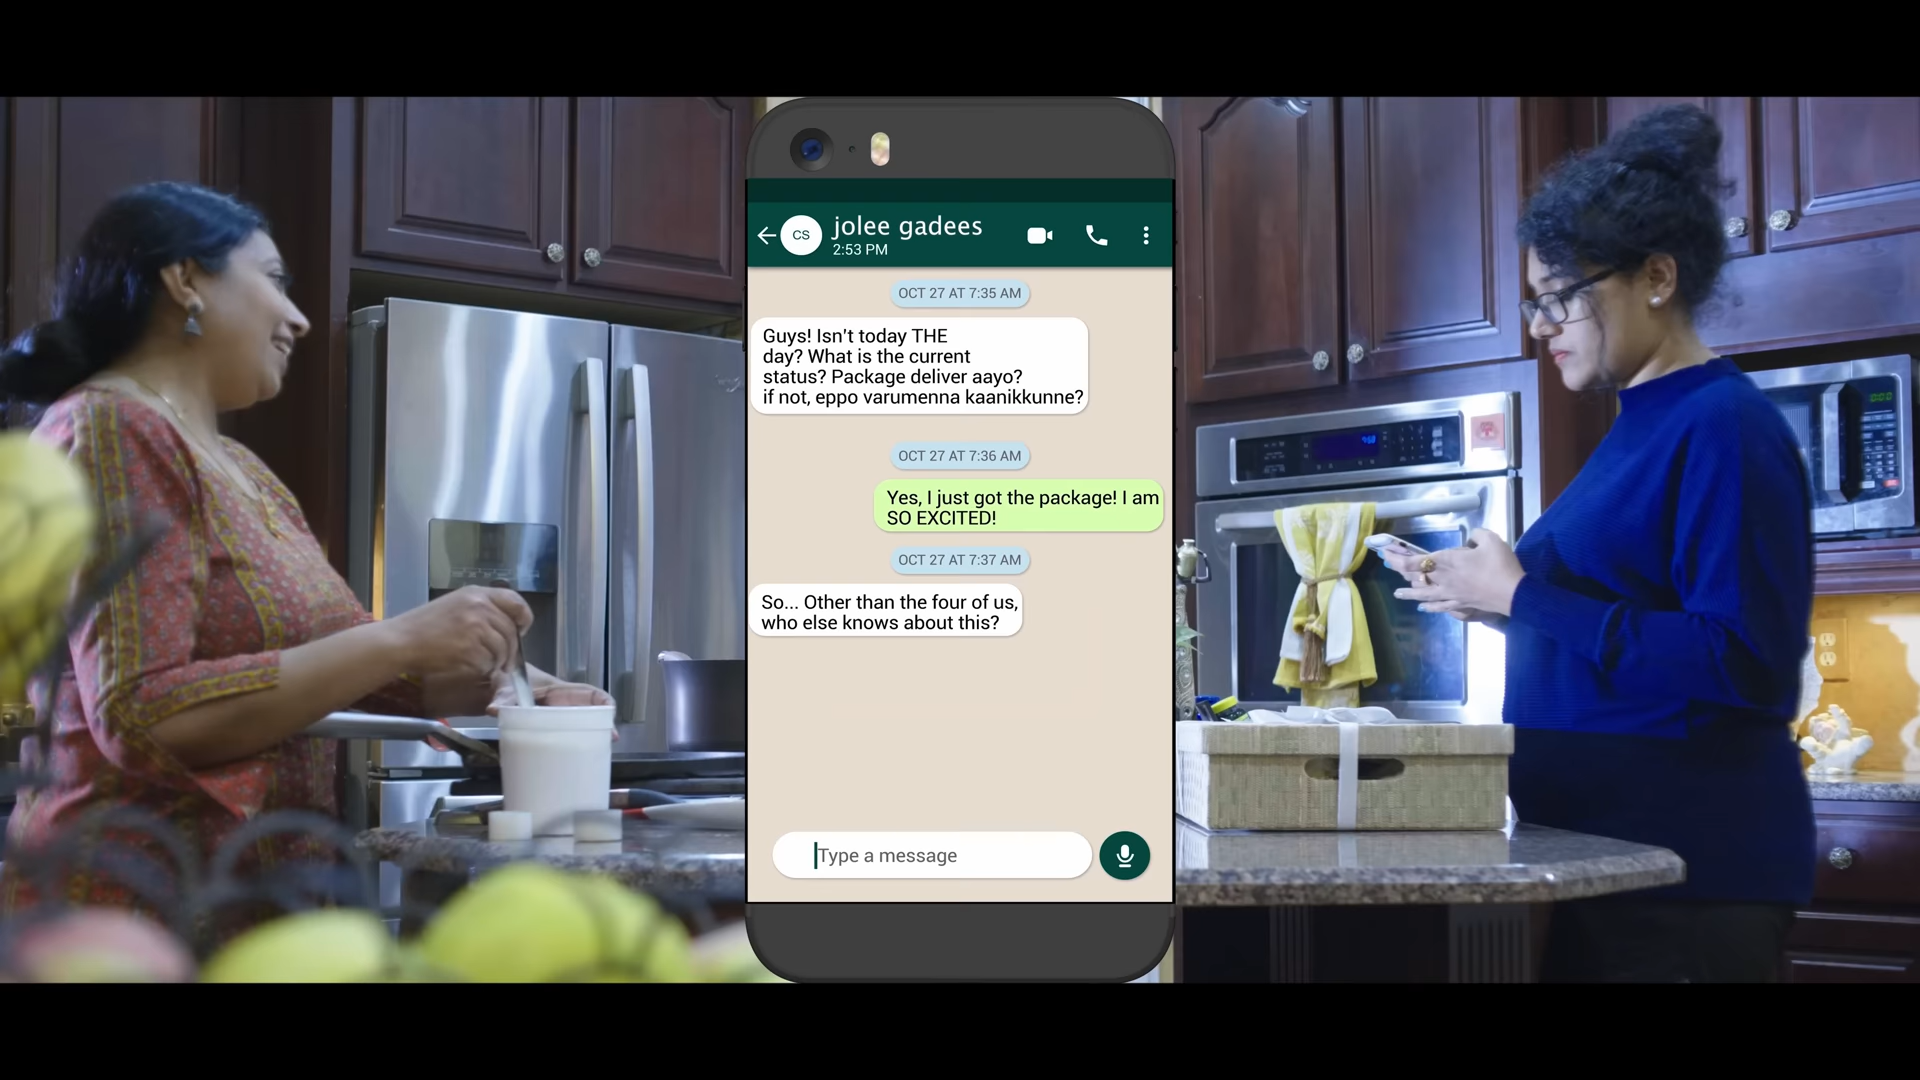 CS
jolee gadees
2:53 PM
OCT 27 AT 7:35 AM
Guys! Isn't today THE
day? What is the current
status? Package deliver aayo?
if not, eppo varumenna kaanikkunne?
OCT 27 AT 7:36 AM
Yes, I just got the package! I am
SO EXCITED!
OCT 27 AT 7:37 AM
So... Other than the four of us,
who else knows about this?
Type a message